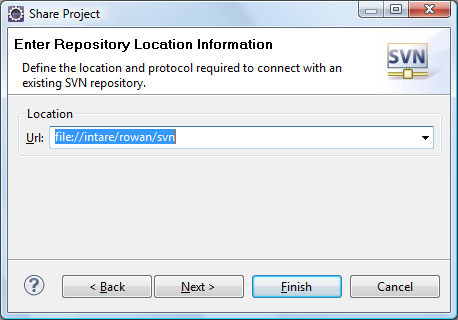 Share Project
Enter Repository Location Information
Define the location and protocol required to connect with an
existing SVN repository.
SVN
Location
Url: file://intare/rowan/svn
?
< Back Next > Finish Cancel